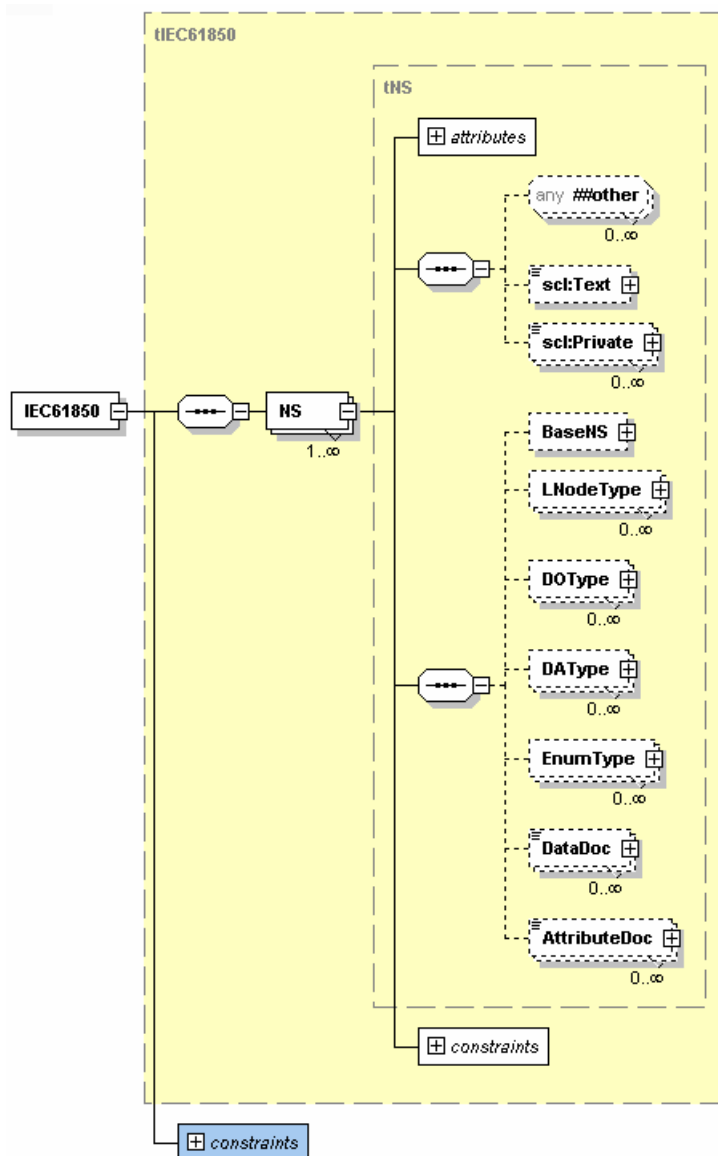 tIEC61850
tNS
attributes
any ##other
0..∞
scl:Text
scl:Private
0..∞
IEC61850
NS
1..∞
BaseNS
LNodeType
0..∞
DOType
0..∞
DAType
0..∞
EnumType
0..∞
DataDoc
0..∞
AttributeDoc
0..∞
constraints
constraints